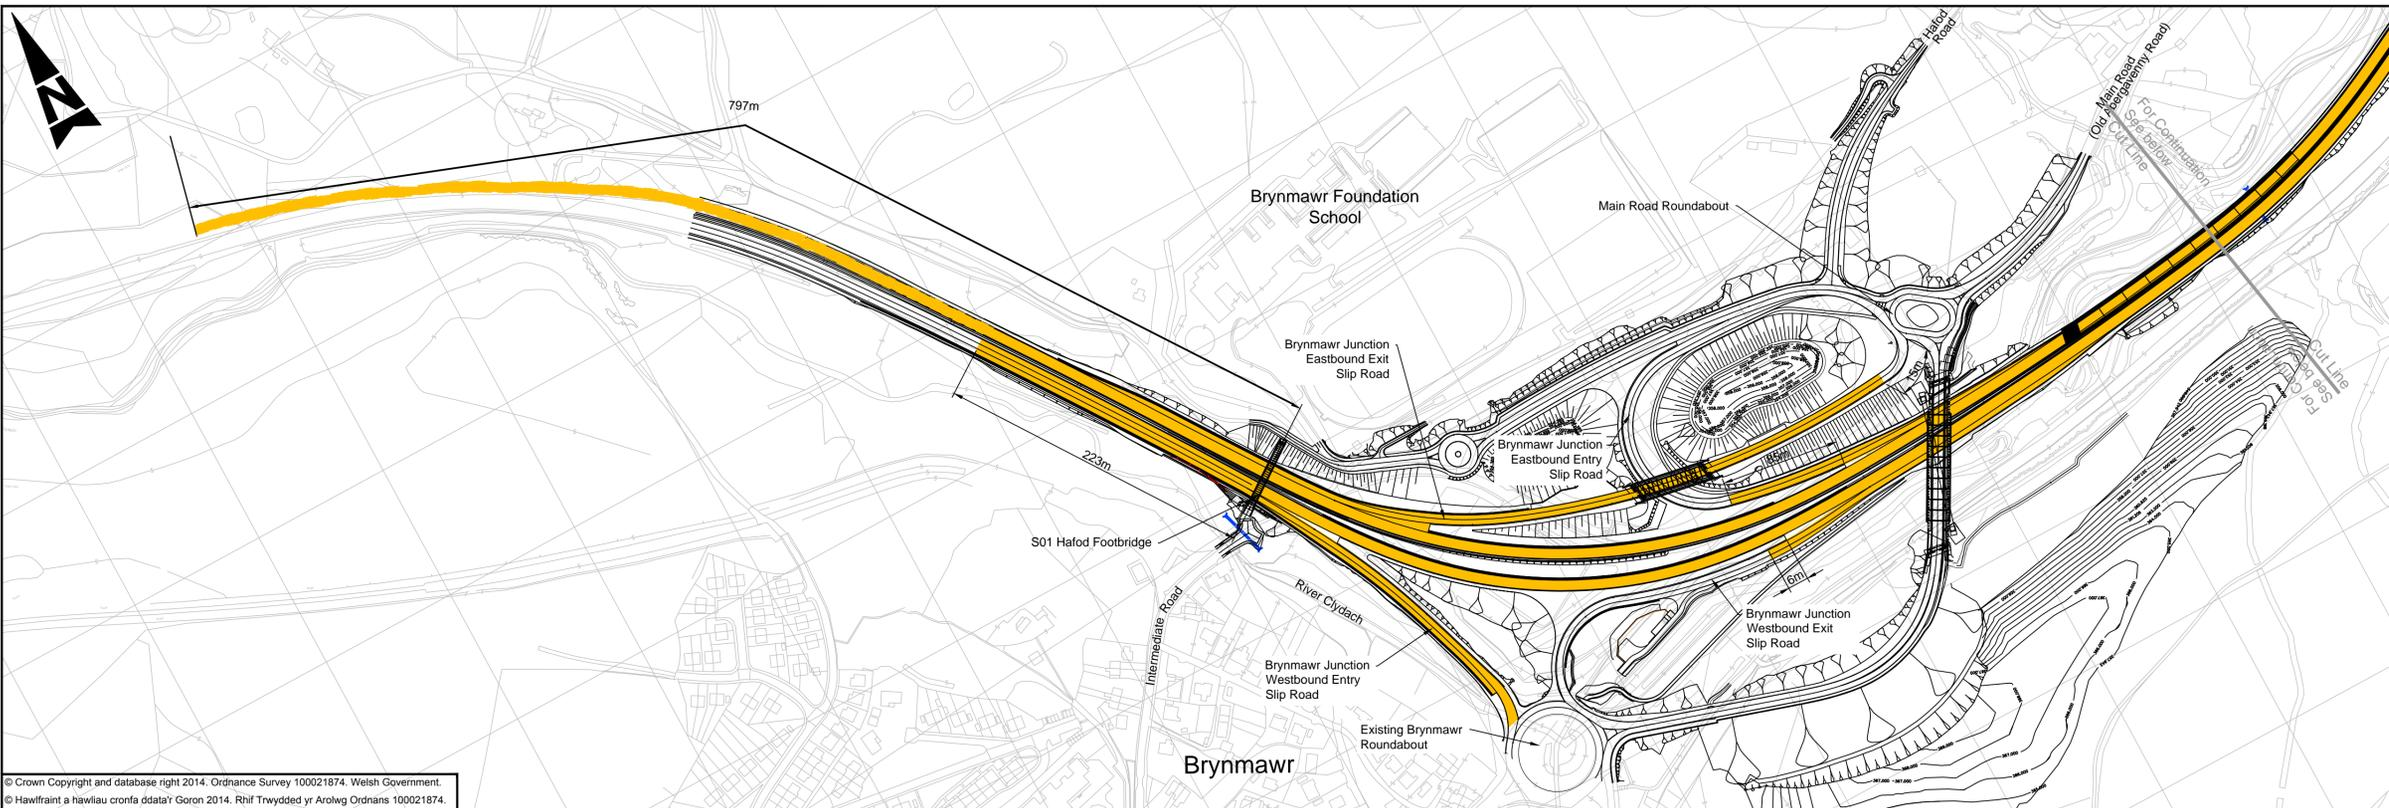 N
797m
Hafod
Road
Main Road
(Old Abergavenny Road)
For Continuation
See below
Cut Line
Brynmawr Foundation
School
Main Road Roundabout
Brynmawr Junction
Eastbound Exit
Slip Road
15m
Cut Line
See below
Brynmawr Junction
Eastbound Entry
Slip Road
85m
223m
S01 Hafod Footbridge
River Clydach
Intermediate Road
6m
Brynmawr Junction
Westbound Exit
Slip Road
Brynmawr Junction
Westbound Entry
Slip Road
Existing Brynmawr
Roundabout
Brynmawr
© Crown Copyright and database right 2014. Ordnance Survey 100021874. Welsh Government.
© Hawlfraint a hawliau cronfa ddata'r Goron 2014. Rhif Trwydded yr Arolwg Ordnans 100021874.